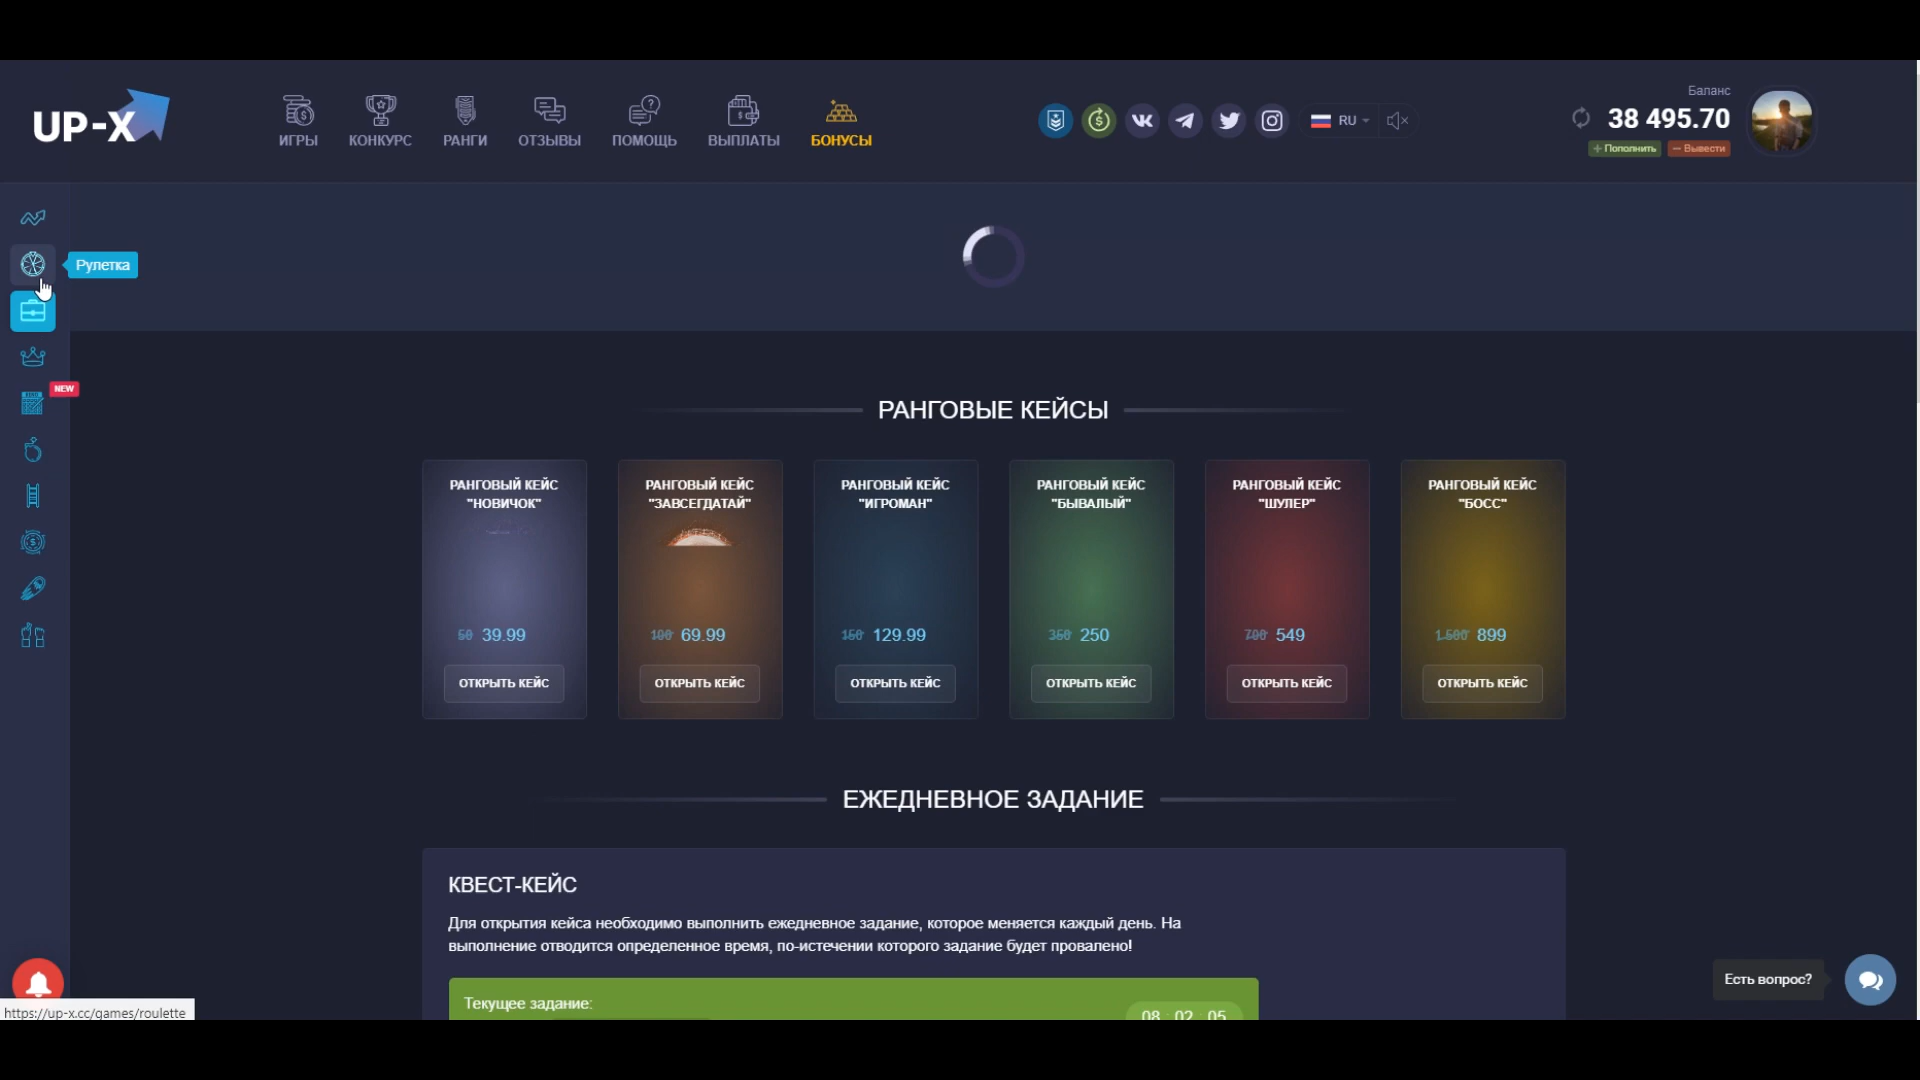 UP-X
ИГРЫ
КОНКУРС
РАНГИ
ОТЗЫВЫ
ПОМОЩЬ
ВЫПЛАТЫ
БОНУСЫ
RU
Баланс
38 495.70
+ Пополнить
− Вывести
Рулетка
NEW
РАНГОВЫЕ КЕЙСЫ
РАНГОВЫЙ КЕЙС
"НОВИЧОК"
50 39.99
ОТКРЫТЬ КЕЙС
РАНГОВЫЙ КЕЙС
"ЗАВСЕГДАТАЙ"
100 69.99
ОТКРЫТЬ КЕЙС
РАНГОВЫЙ КЕЙС
"ИГРОМАН"
150 129.99
ОТКРЫТЬ КЕЙС
РАНГОВЫЙ КЕЙС
"БЫВАЛЫЙ"
350 250
ОТКРЫТЬ КЕЙС
РАНГОВЫЙ КЕЙС
"ШУЛЕР"
700 549
ОТКРЫТЬ КЕЙС
РАНГОВЫЙ КЕЙС
"БОСС"
1 500 899
ОТКРЫТЬ КЕЙС
ЕЖЕДНЕВНОЕ ЗАДАНИЕ
КВЕСТ-КЕЙС
Для открытия кейса необходимо выполнить ежедневное задание, которое меняется каждый день. На
выполнение отводится определенное время, по-истечении которого задание будет провалено!
Текущее задание:
08 : 02 : 05
Есть вопрос?
https://up-x.cc/games/roulette